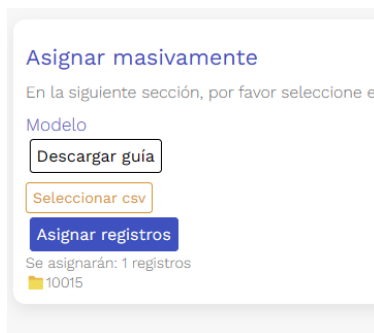 Asignar masivamente
En la siguiente sección, por favor seleccione e
Modelo
Descargar guía
Seleccionar csv
Asignar registros
Se asignarán: 1 registros
10015